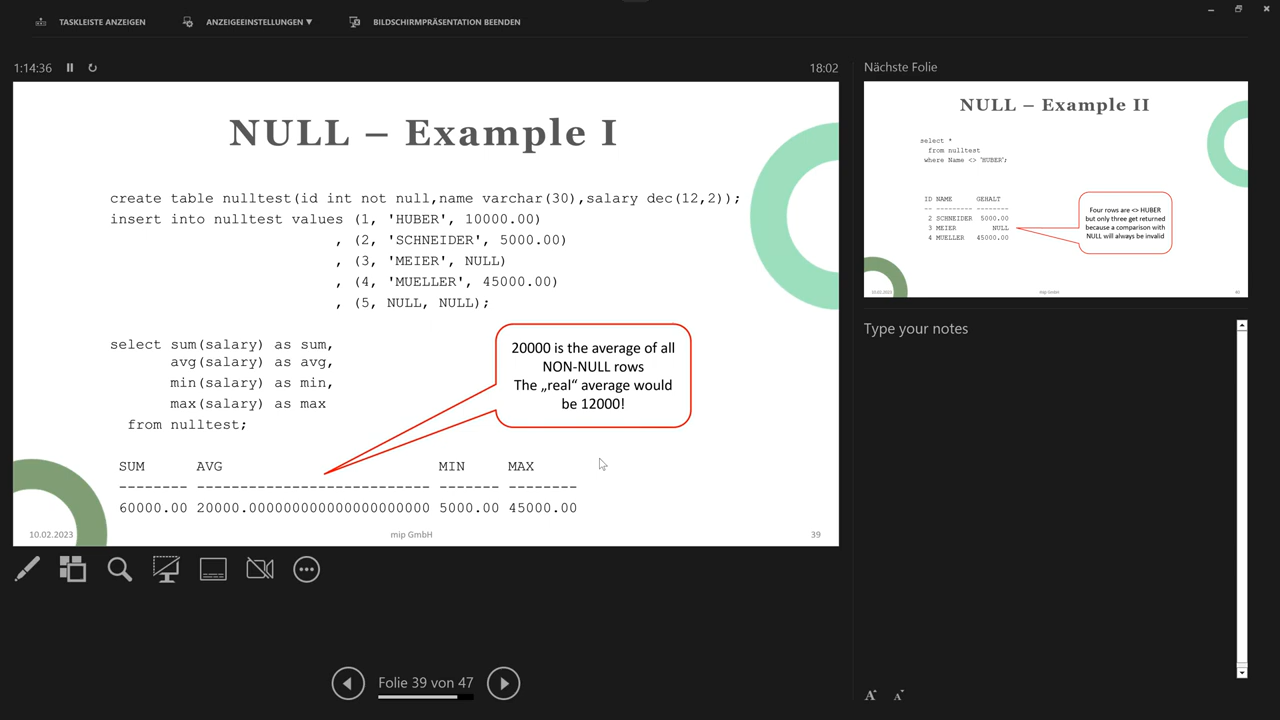 TASKLEISTE ANZEIGEN
ANZEIGEEINSTELLUNGEN ▼
BILDSCHIRMPRÄSENTATION BEENDEN
1:14:36
18:02
NULL – Example I
create table nulltest(id int not null,name varchar(30),salary dec(12,2));
insert into nulltest values (1, 'HUBER', 10000.00)
, (2, 'SCHNEIDER', 5000.00)
, (3, 'MEIER', NULL)
, (4, 'MUELLER', 45000.00)
, (5, NULL, NULL);
select sum(salary) as sum,
avg(salary) as avg,
min(salary) as min,
max(salary) as max
from nulltest;
20000 is the average of all
NON-NULL rows
The „real“ average would
be 12000!
SUM AVG MIN MAX
-------- --------------------------- ------- --------
60000.00 20000.0000000000000000000000 5000.00 45000.00
10.02.2023
mip GmbH
39
Folie 39 von 47
Nächste Folie
NULL – Example II
select *
from nulltest
where Name <> 'HUBER';
ID NAME GEHALT
-- --------- --------
2 SCHNEIDER 5000.00
3 MEIER NULL
4 MUELLER 45000.00
Four rows are <> HUBER
but only three get returned
because a comparison with
NULL will always be invalid
10.02.2023
mip GmbH
40
Type your notes
A
A